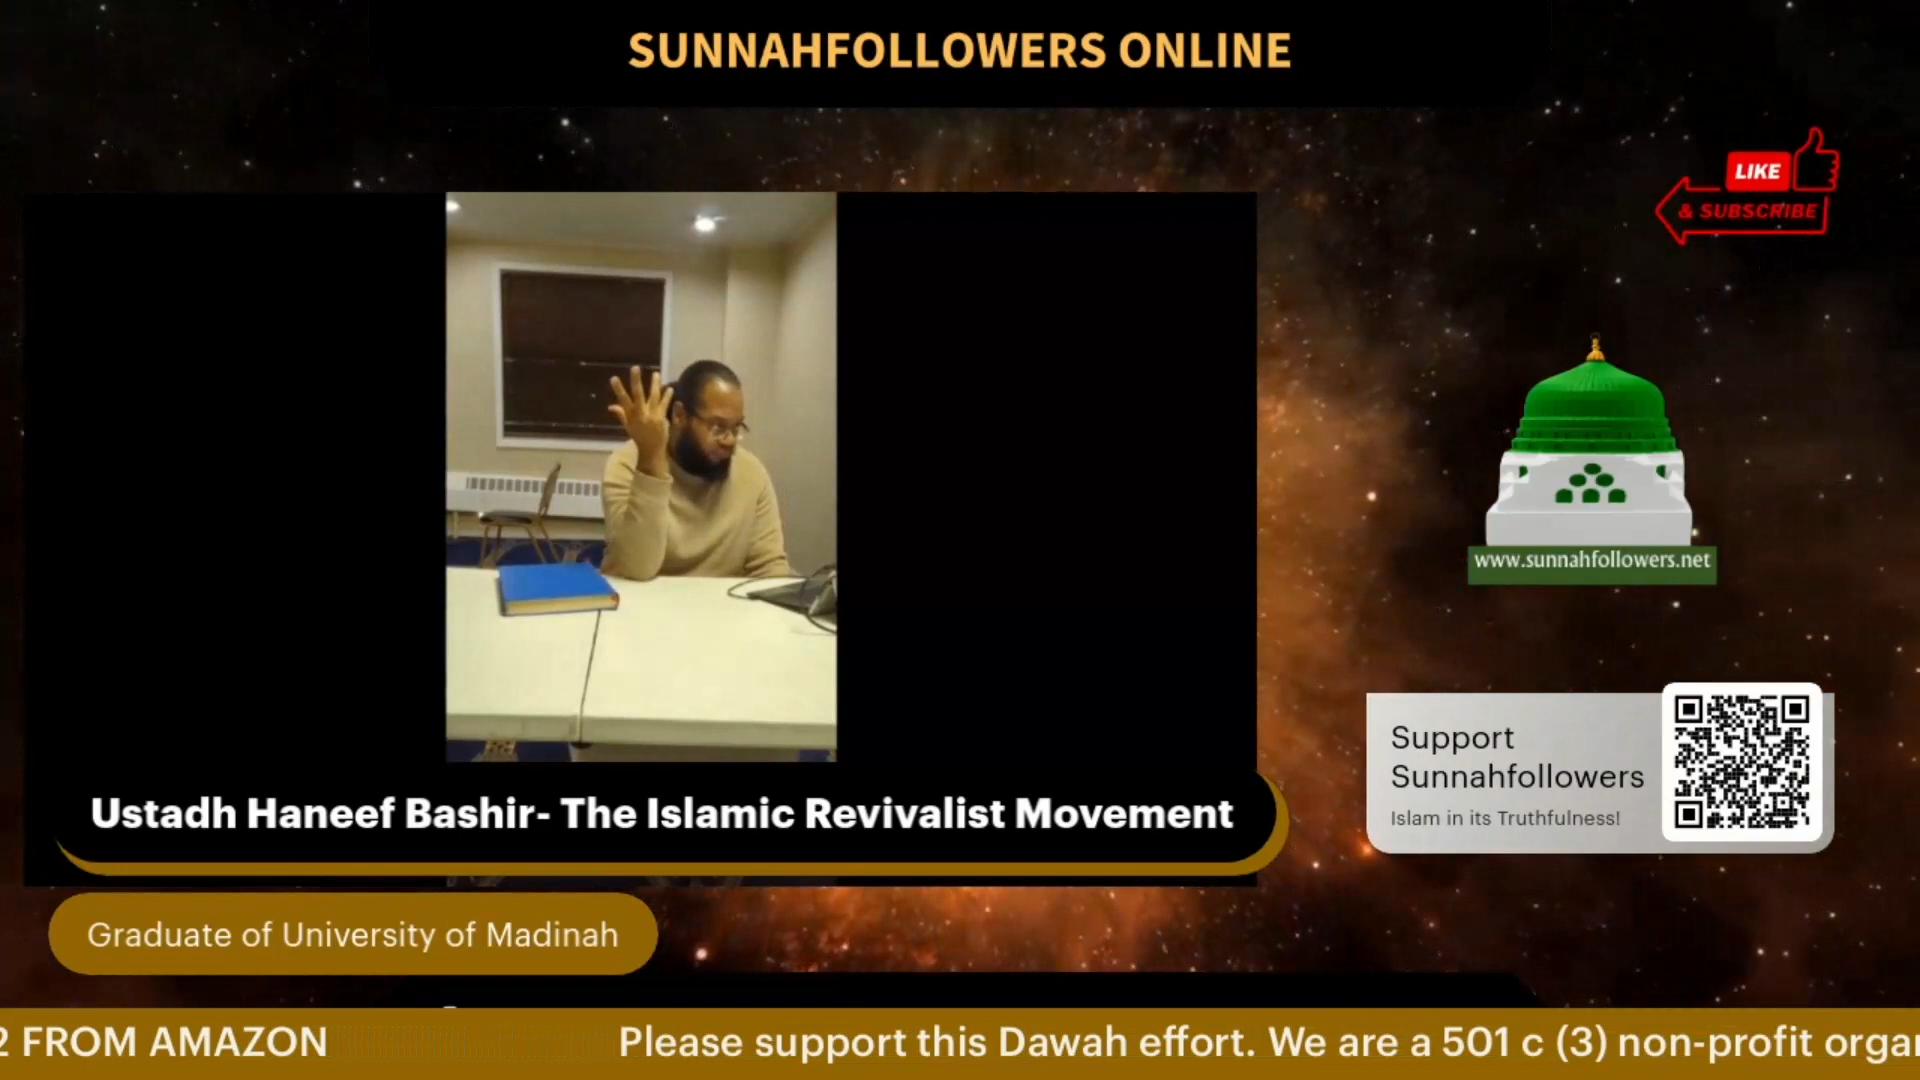 SUNNAHFOLLOWERS ONLINE
LIKE
& SUBSCRIBE
www.sunnahfollowers.net
Support
Sunnahfollowers
Islam in its Truthfulness!
Ustadh Haneef Bashir- The Islamic Revivalist Movement
Graduate of University of Madinah
2 FROM AMAZON
Please support this Dawah effort. We are a 501 c (3) non-profit orga